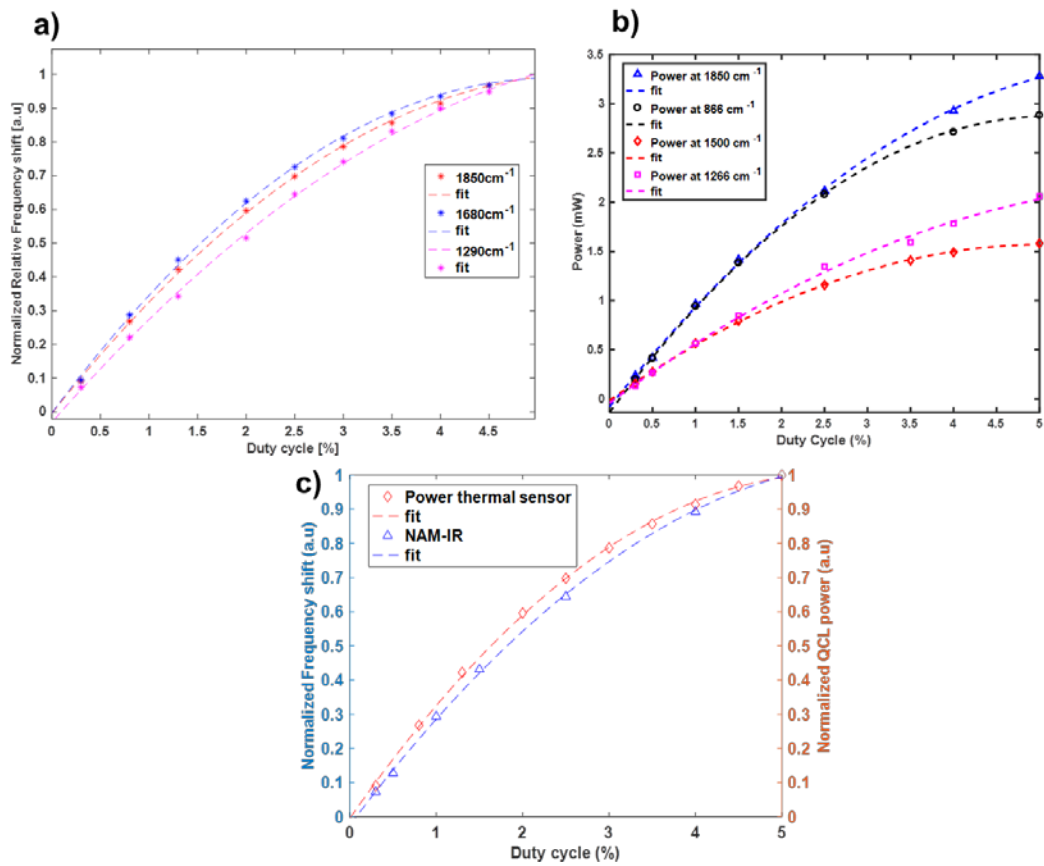 a)
Normalized Relative Frequency shift [a.u]
1
0.9
0.8
0.7
0.6
0.5
0.4
0.3
0.2
0.1
0
0 0.5 1 1.5 2 2.5 3 3.5 4 4.5
Duty cycle [%]
1850cm⁻¹
fit
1680cm⁻¹
fit
1290cm⁻¹
fit
b)
Power (mW)
3.5
3
2.5
2
1.5
1
0.5
0
0 0.5 1 1.5 2 2.5 3 3.5 4 4.5 5
Duty Cycle (%)
Power at 1850 cm ⁻¹
fit
Power at 866 cm ⁻¹
fit
Power at 1500 cm ⁻¹
fit
Power at 1266 cm ⁻¹
fit
c)
Normalized Frequency shift (a.u)
1
0.9
0.8
0.7
0.6
0.5
0.4
0.3
0.2
0.1
0
0 1 2 3 4 5
Duty cycle (%)
Power thermal sensor
fit
NAM-IR
fit
1
0.9
0.8
0.7
0.6
0.5
0.4
0.3
0.2
0.1
0
Normalized QCL power (a.u)